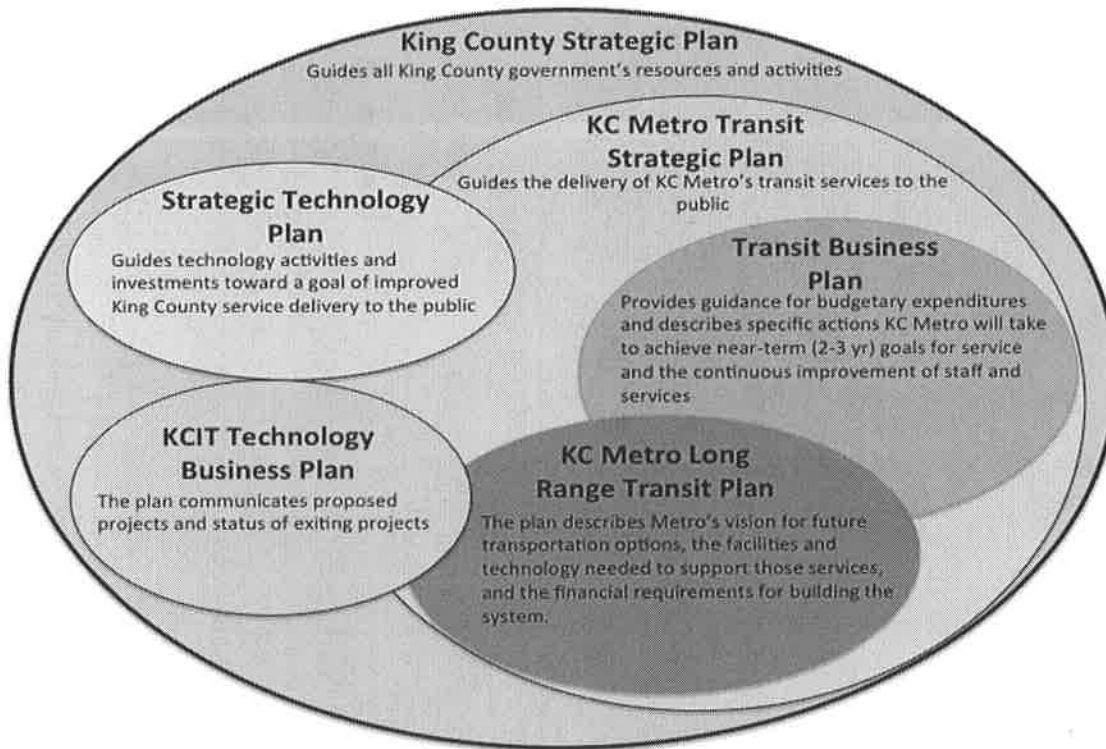 King County Strategic Plan
Guides all King County government's resources and activities
KC Metro Transit
Strategic Plan
Guides the delivery of KC Metro's transit services to the
public
Strategic Technology
Plan
Guides technology activities and
investments toward a goal of improved
King County service delivery to the public
Transit Business
Plan
Provides guidance for budgetary expenditures
and describes specific actions KC Metro will take
to achieve near-term (2-3 yr) goals for service
and the continuous improvement of staff and
services
KCIT Technology
Business Plan
The plan communicates proposed
projects and status of exiting projects
KC Metro Long
Range Transit Plan
The plan describes Metro's vision for future
transportation options, the facilities and
technology needed to support those services,
and the financial requirements for building the
system.